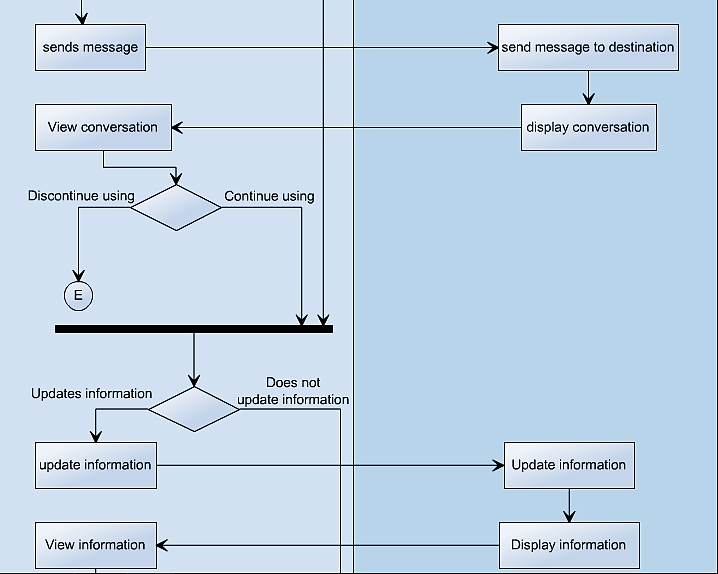 sends message
send message to destination
View conversation
display conversation
Discontinue using
Continue using
E
Updates information
Does not
update information
update information
Update information
View information
Display information